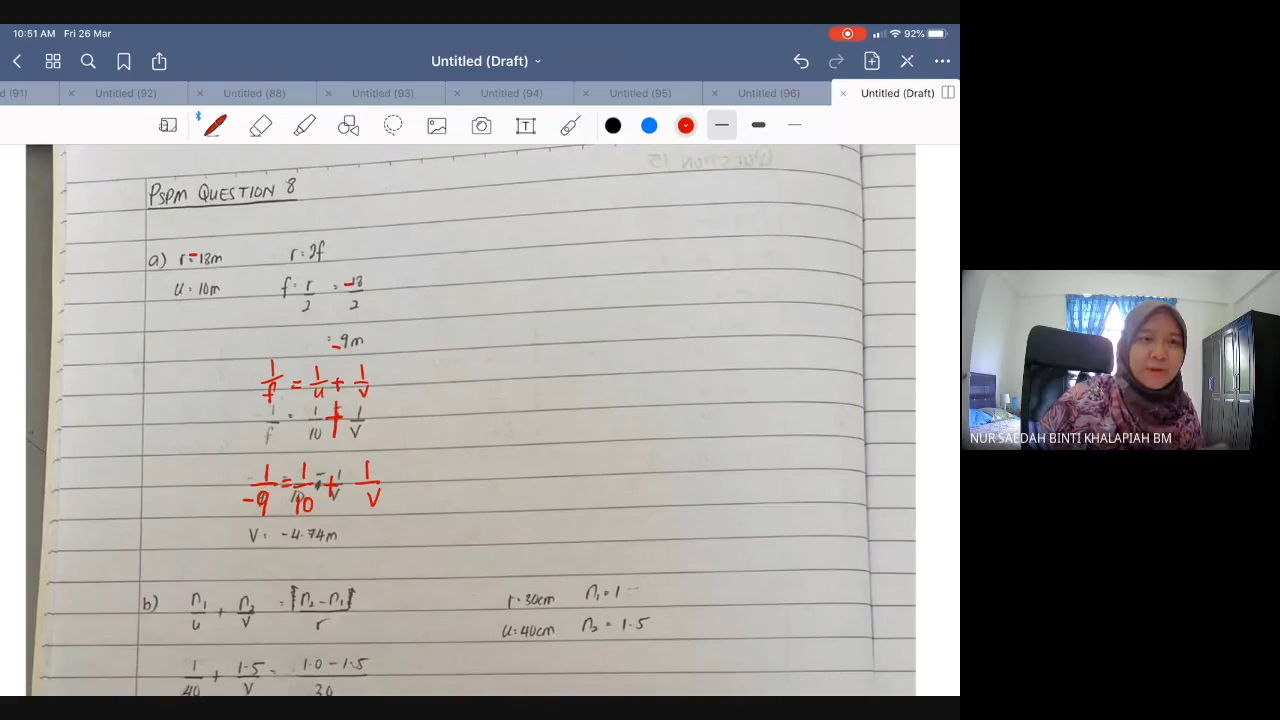 10:51 AM Fri 26 Mar
92%
Untitled (Draft)
d (91) Untitled (92) Untitled (88) Untitled (93) Untitled (94) Untitled (95) Untitled (96) Untitled (Draft)
QUESTION 15
PSPM QUESTION 8
a) r = -18m r = 2f
u = 10m f = r/2 = -18/2
= -9m
1/f = 1/u + 1/v
1/f = 1/10 + 1/v
1/-9 = 1/10 + 1/v
V = -4.74m
b) n1/u + n2/v = |n2 - n1|/r r = 30cm n1 = 1
u = 40cm n2 = 1.5
1/40 + 1.5/v = 1.0 - 1.5/30
NUR SAEDAH BINTI KHALAPIAH BM